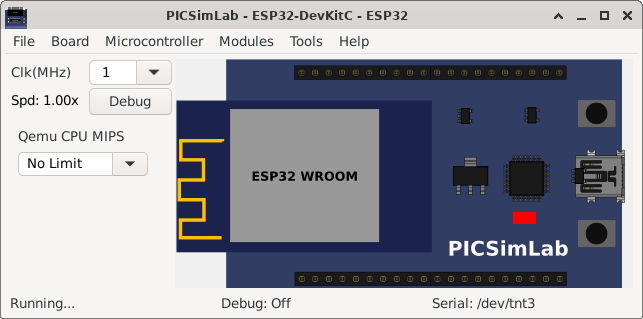 PICSimLab - ESP32-DevKitC - ESP32
File Board Microcontroller Modules Tools Help
Clk(MHz) 1
Spd: 1.00x Debug
Qemu CPU MIPS
No Limit
ESP32 WROOM
PICSimLab
Running... Debug: Off Serial: /dev/tnt3